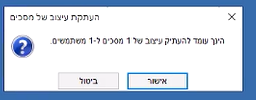 העתקת עיצוב של מסכים
הינך עומד להעתיק עיצוב של 1 מסכים ל-1 משתמשים.
אישור
ביטול